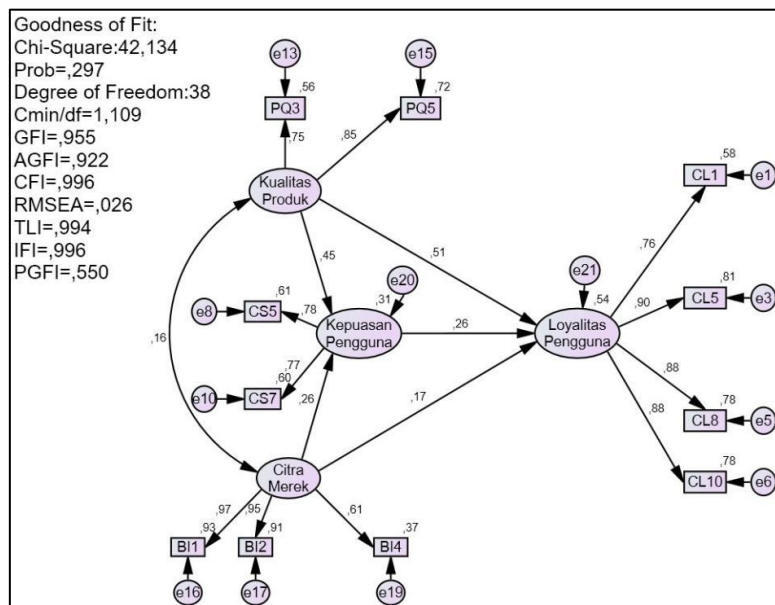 Goodness of Fit:
Chi-Square:42,134
Prob=,297
Degree of Freedom:38
Cmin/df=1,109
GFI=,955
AGFI=,922
CFI=,996
RMSEA=,026
TLI=,994
IFI=,996
PGFI=,550
e13
e15
,56
,72
PQ3
PQ5
,75
,85
Kualitas
Produk
,58
CL1
e1
,76
,45
,51
,16
e20
e21
,61
,31
,54
,81
e8
CS5
,78
Kepuasan
Pengguna
,26
Loyalitas
Pengguna
,90
CL5
e3
,77
,60
e10
CS7
,26
,17
,88
,78
CL8
e5
,88
,78
CL10
e6
Citra
Merek
,97
,95
,61
,93
,91
,37
BI1
BI2
BI4
e16
e17
e19